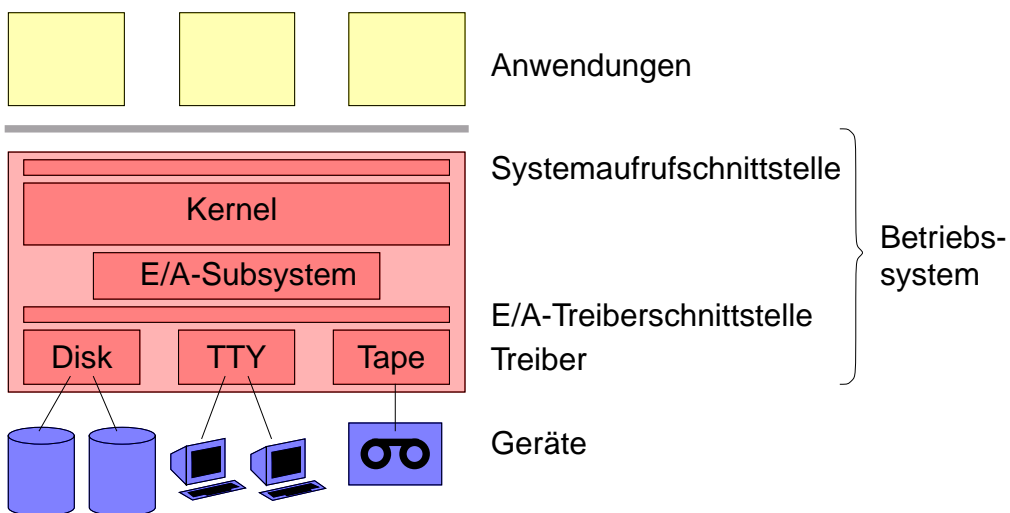 Anwendungen
Systemaufrufschnittstelle
Kernel
Betriebs-
system
E/A-Subsystem
E/A-Treiberschnittstelle
Disk TTY Tape Treiber
Geräte